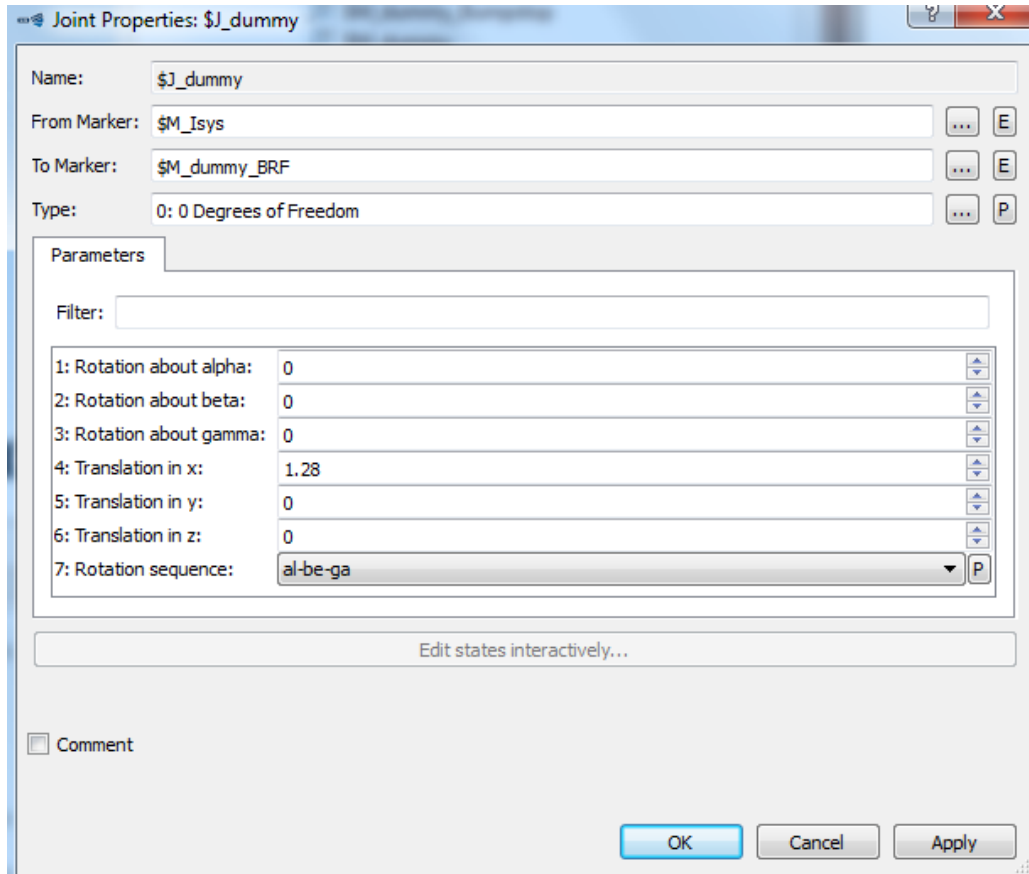 Joint Properties: $J_dummy
?
X
Name: $J_dummy
From Marker: $M_Isys ... E
To Marker: $M_dummy_BRF ... E
Type: 0: 0 Degrees of Freedom ... P
Parameters
Filter:
1: Rotation about alpha: 0
2: Rotation about beta: 0
3: Rotation about gamma: 0
4: Translation in x: 1.28
5: Translation in y: 0
6: Translation in z: 0
7: Rotation sequence: al-be-ga P
Edit states interactively...
Comment
OK Cancel Apply